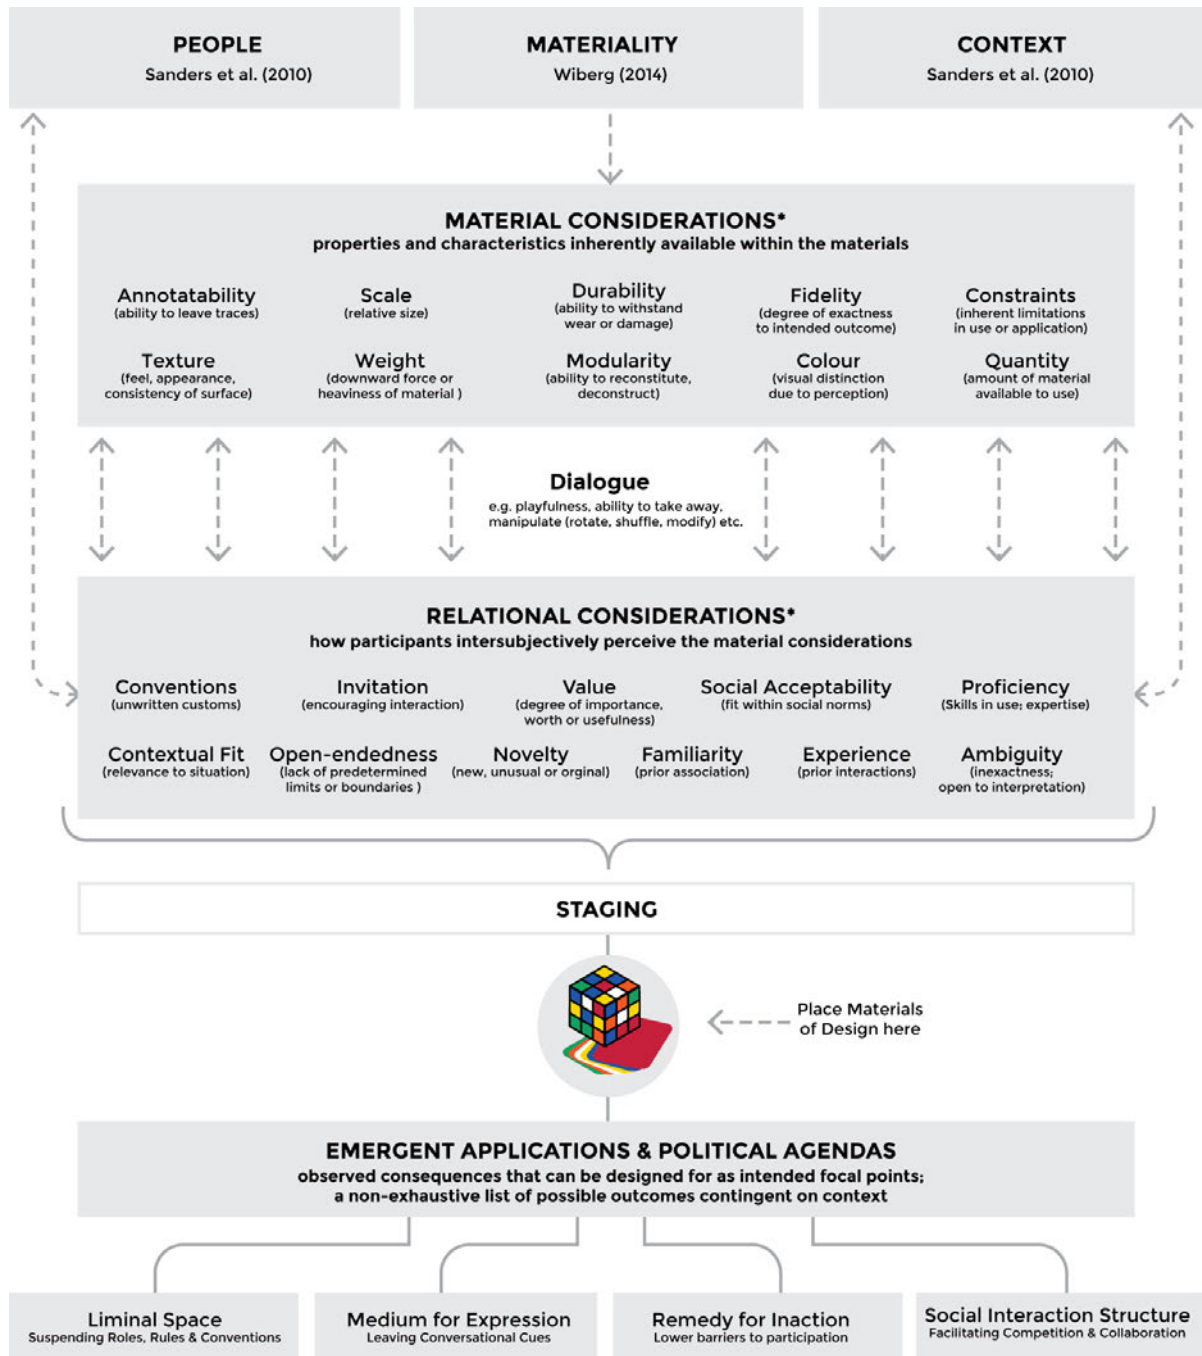 PEOPLE
Sanders et al. (2010)
MATERIALITY
Wiberg (2014)
CONTEXT
Sanders et al. (2010)
MATERIAL CONSIDERATIONS*
properties and characteristics inherently available within the materials
Annotatability
(ability to leave traces)
Scale
(relative size)
Durability
(ability to withstand
wear or damage)
Fidelity
(degree of exactness
to intended outcome)
Constraints
(inherent limitations
in use or application)
Texture
(feel, appearance,
consistency of surface)
Weight
(downward force or
heaviness of material )
Modularity
(ability to reconstitute,
deconstruct)
Colour
(visual distinction
due to perception)
Quantity
(amount of material
available to use)
Dialogue
e.g. playfulness, ability to take away,
manipulate (rotate, shuffle, modify) etc.
RELATIONAL CONSIDERATIONS*
how participants intersubjectively perceive the material considerations
Conventions
(unwritten customs)
Invitation
(encouraging interaction)
Value
(degree of importance,
worth or usefulness)
Social Acceptability
(fit within social norms)
Proficiency
(Skills in use; expertise)
Contextual Fit
(relevance to situation)
Open-endedness
(lack of predetermined
limits or boundaries )
Novelty
(new, unusual or orginal)
Familiarity
(prior association)
Experience
(prior interactions)
Ambiguity
(inexactness;
open to interpretation)
STAGING
Place Materials
of Design here
EMERGENT APPLICATIONS & POLITICAL AGENDAS
observed consequences that can be designed for as intended focal points;
a non-exhaustive list of possible outcomes contingent on context
Liminal Space
Suspending Roles, Rules & Conventions
Medium for Expression
Leaving Conversational Cues
Remedy for Inaction
Lower barriers to participation
Social Interaction Structure
Facilitating Competition & Collaboration